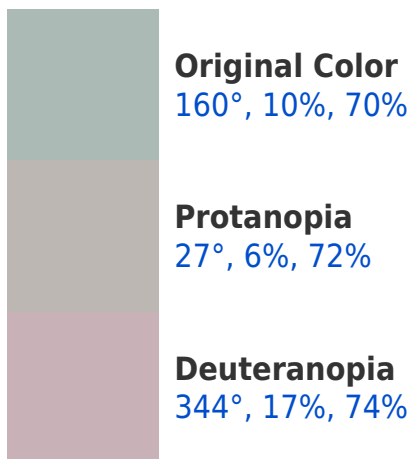 Original Color
160°, 10%, 70%
Protanopia
27°, 6%, 72%
Deuteranopia
344°, 17%, 74%